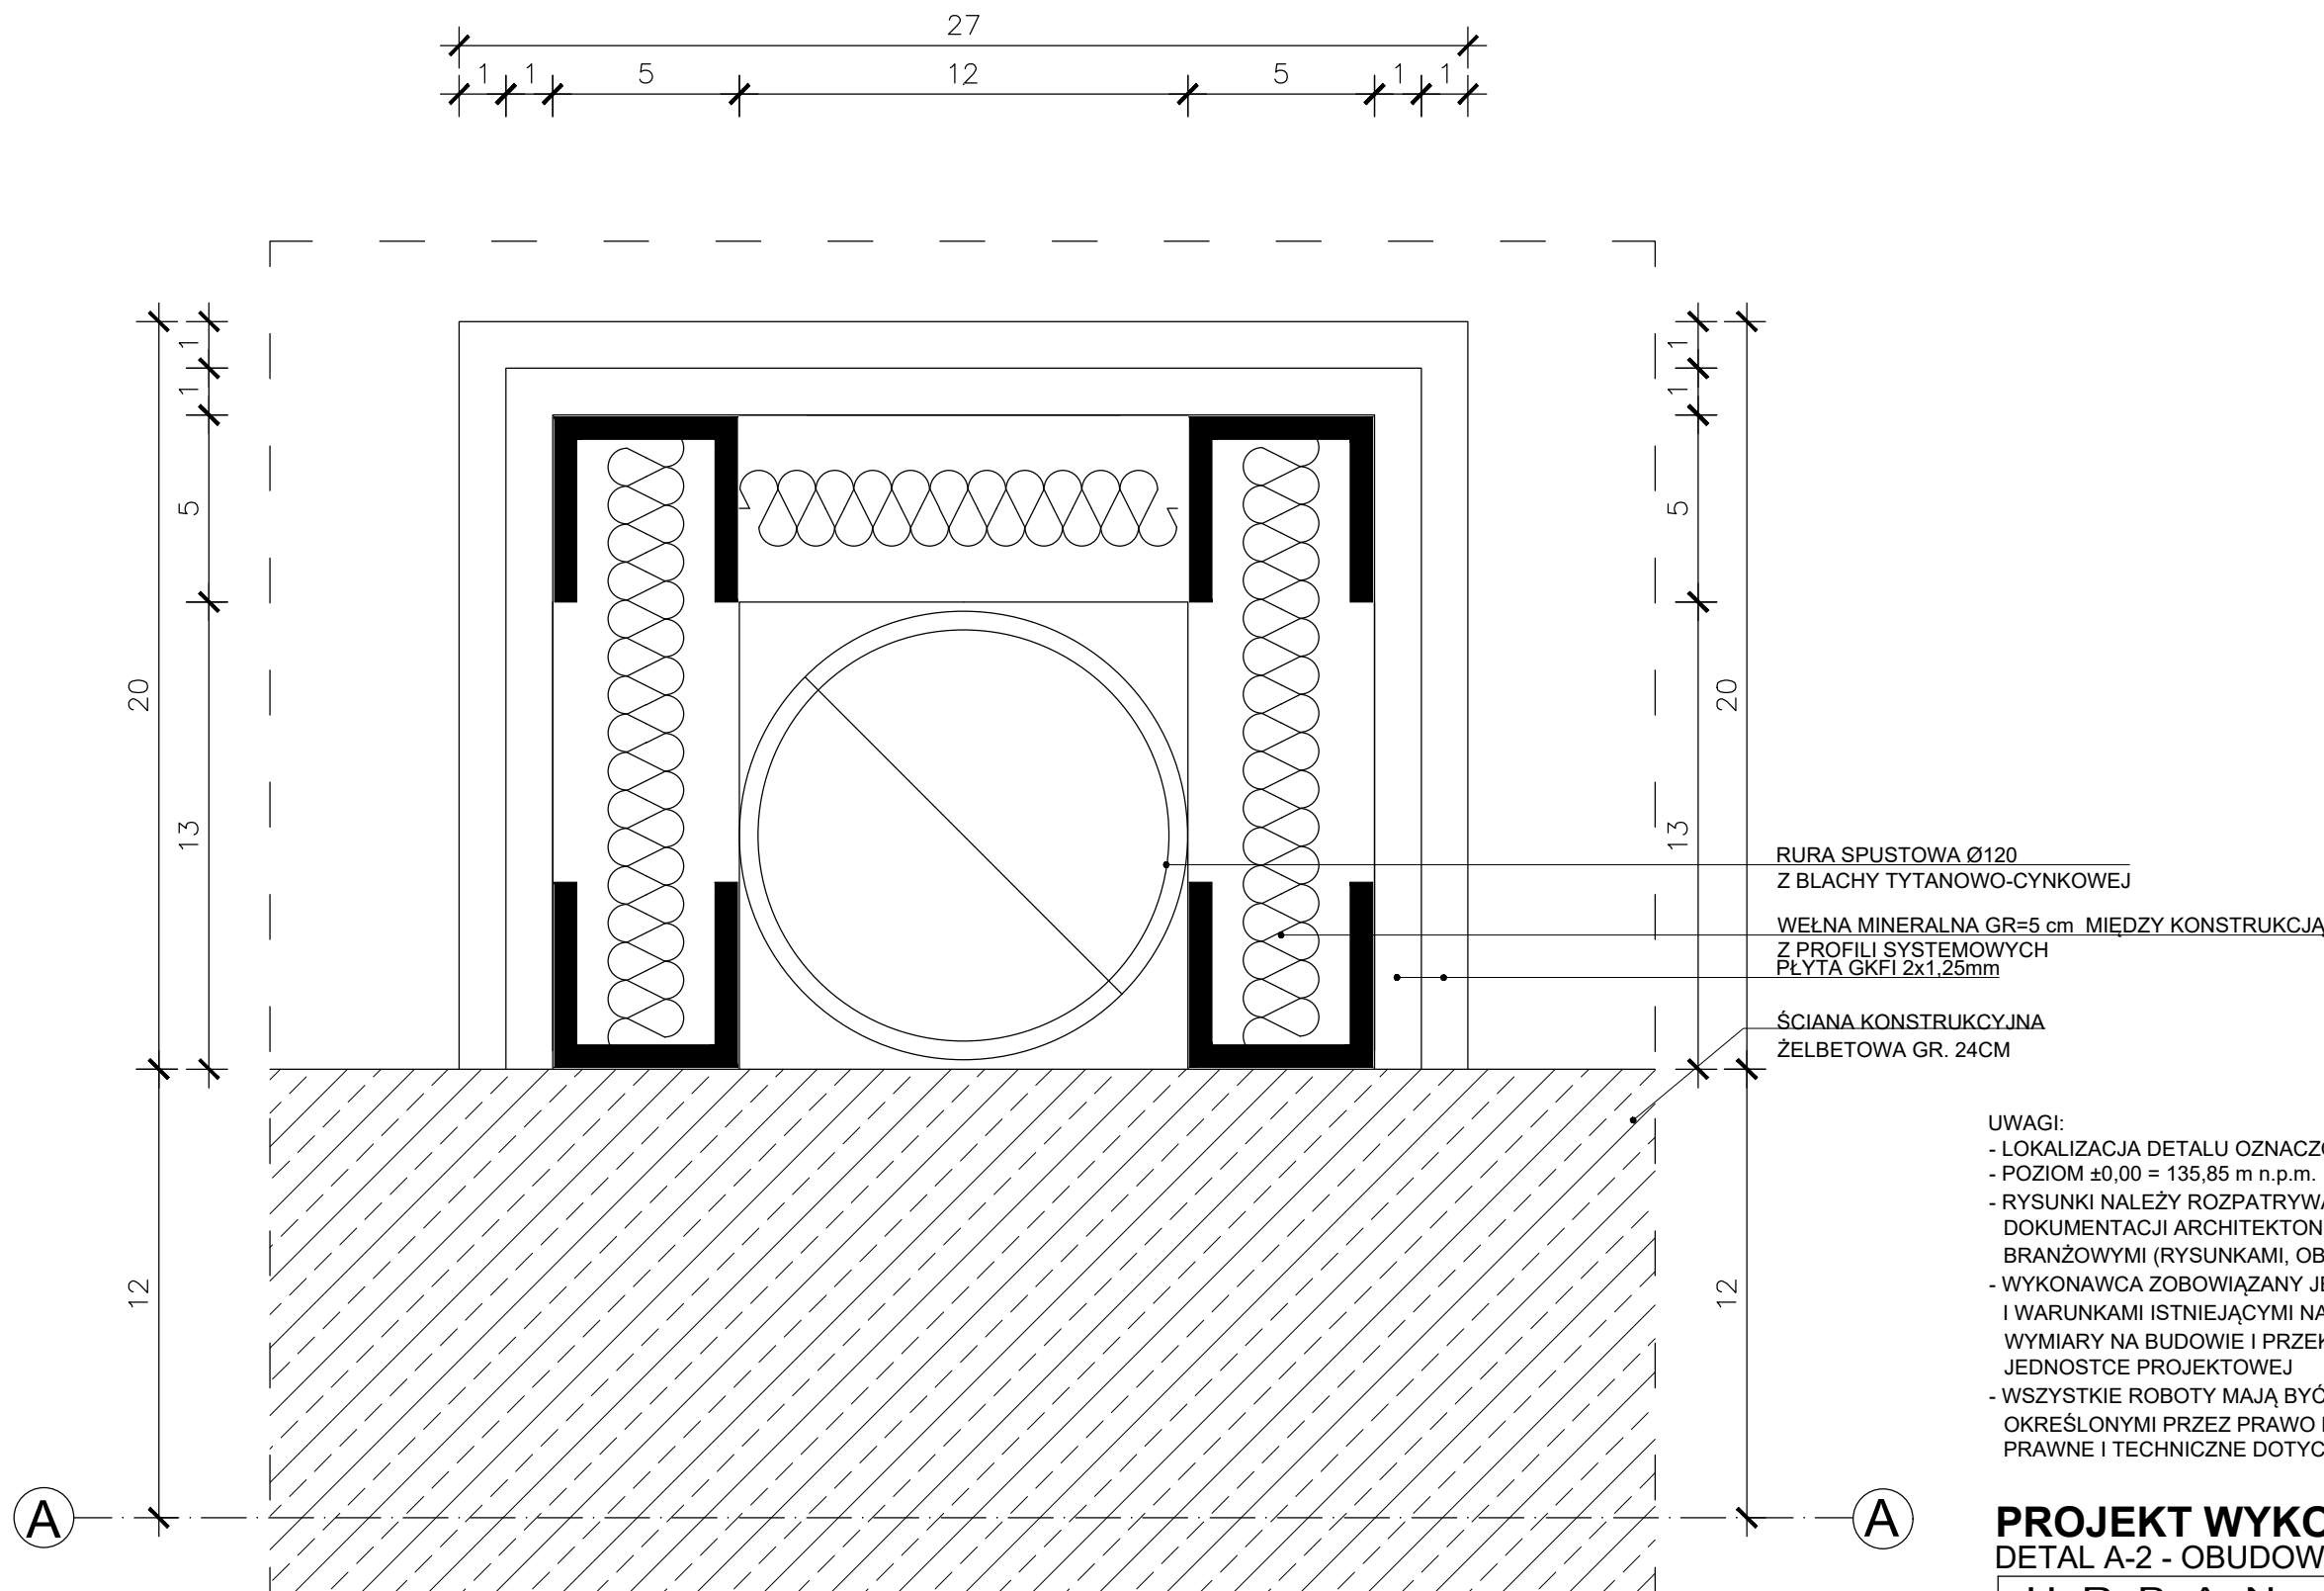 27
1 1 5 12 5 1 1
1 1
1 1
5 5
20 20
13 13
RURA SPUSTOWA Ø120
Z BLACHY TYTANOWO-CYNKOWEJ
WEŁNA MINERALNA GR=5 cm MIĘDZY KONSTRUKCJĄ
Z PROFILI SYSTEMOWYCH
PŁYTA GKFI 2x1,25mm
ŚCIANA KONSTRUKCYJNA
ŻELBETOWA GR. 24CM
12 12
A A
UWAGI:
- LOKALIZACJA DETALU OZNACZO
- POZIOM ±0,00 = 135,85 m n.p.m.
- RYSUNKI NALEŻY ROZPATRYWA
DOKUMENTACJI ARCHITEKTON
BRANŻOWYMI (RYSUNKAMI, OB
- WYKONAWCA ZOBOWIĄZANY JE
I WARUNKAMI ISTNIEJĄCYMI NA
WYMIARY NA BUDOWIE I PRZEK
JEDNOSTCE PROJEKTOWEJ
- WSZYSTKIE ROBOTY MAJĄ BYĆ
OKREŚLONYMI PRZEZ PRAWO
PRAWNE I TECHNICZNE DOTYC
PROJEKT WYKO
DETAL A-2 - OBUDOW